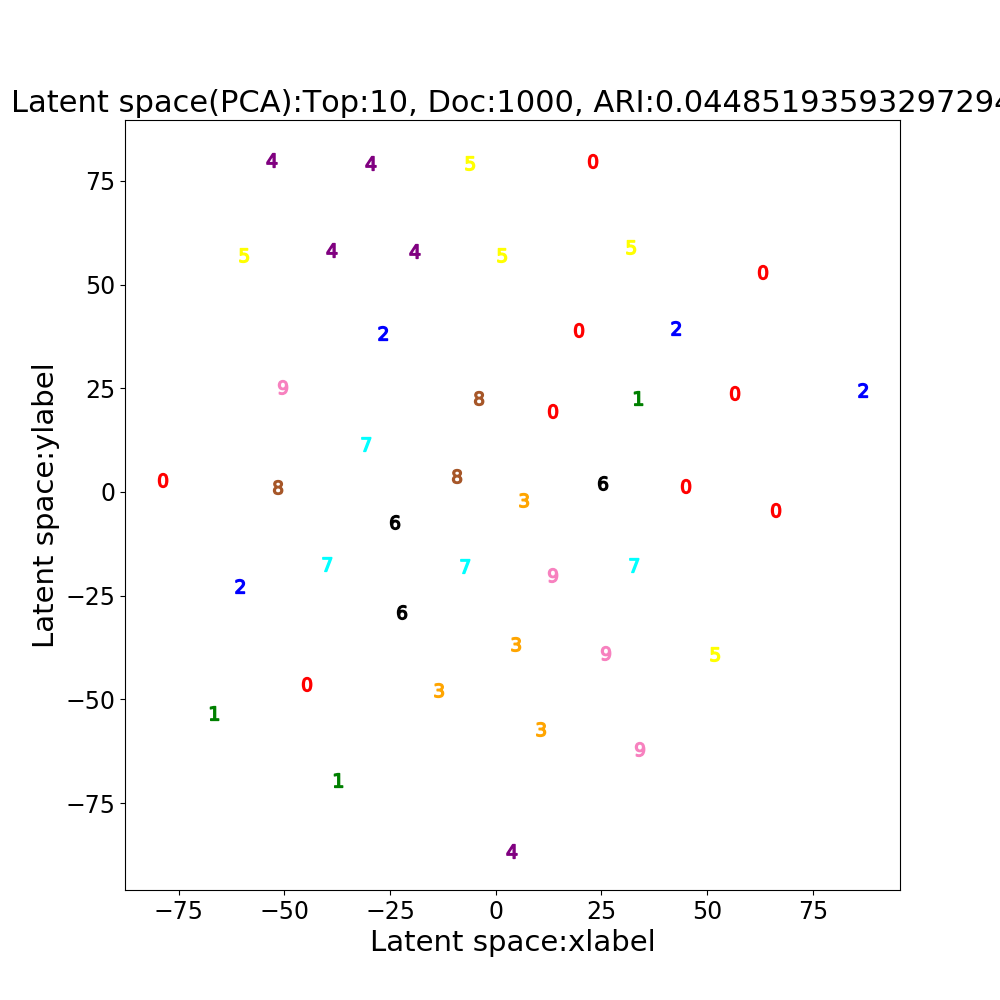 Latent space(PCA):Top:10, Doc:1000, ARI:0.0448519359329729
4 4 5 0
75
5 4 4 5 5
0
50
2 0 2
9 8 0 1 0 2
25
7
0 8 8 3 6 0 0
0
6
7 7 9 7
2
−25
6
3 9 5
0 3
−50
1
3 9
1
−75
4
−75 −50 −25 0 25 50 75
Latent space:xlabel
Latent space:ylabel